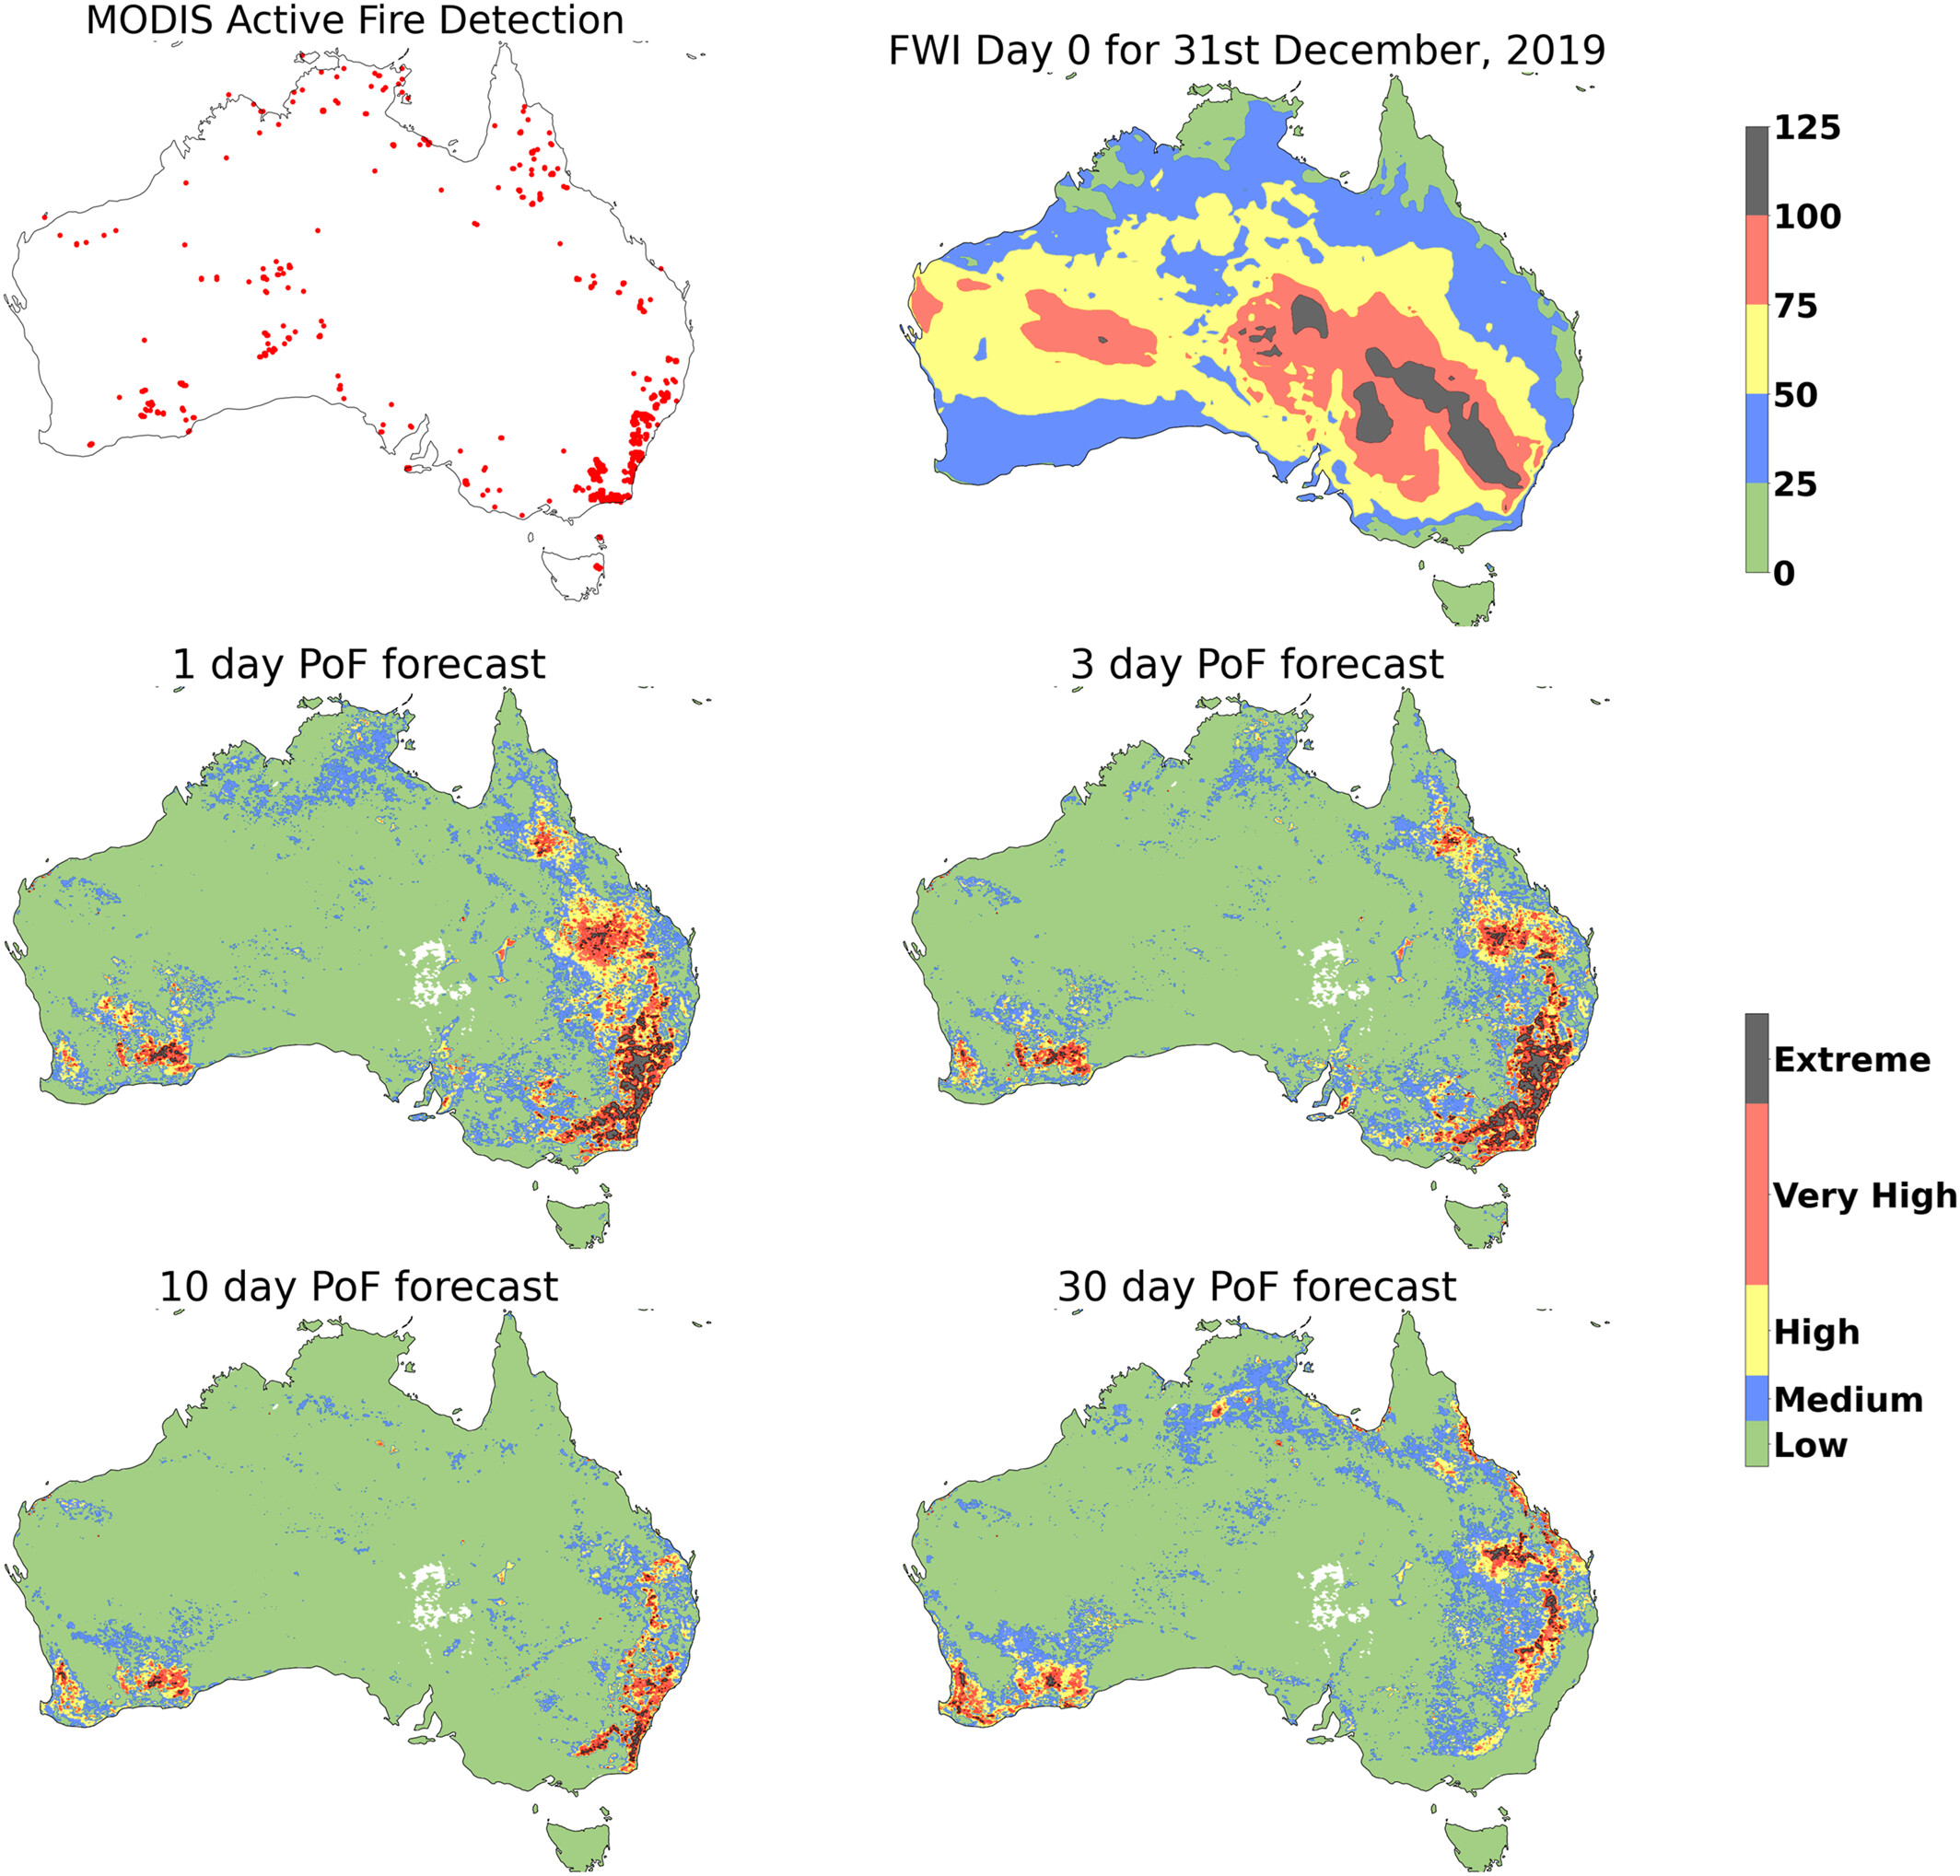 MODIS Active Fire Detection
FWI Day 0 for 31st December, 2019
125
100
75
50
25
0
1 day PoF forecast
3 day PoF forecast
Extreme
Very High
High
Medium
Low
10 day PoF forecast
30 day PoF forecast